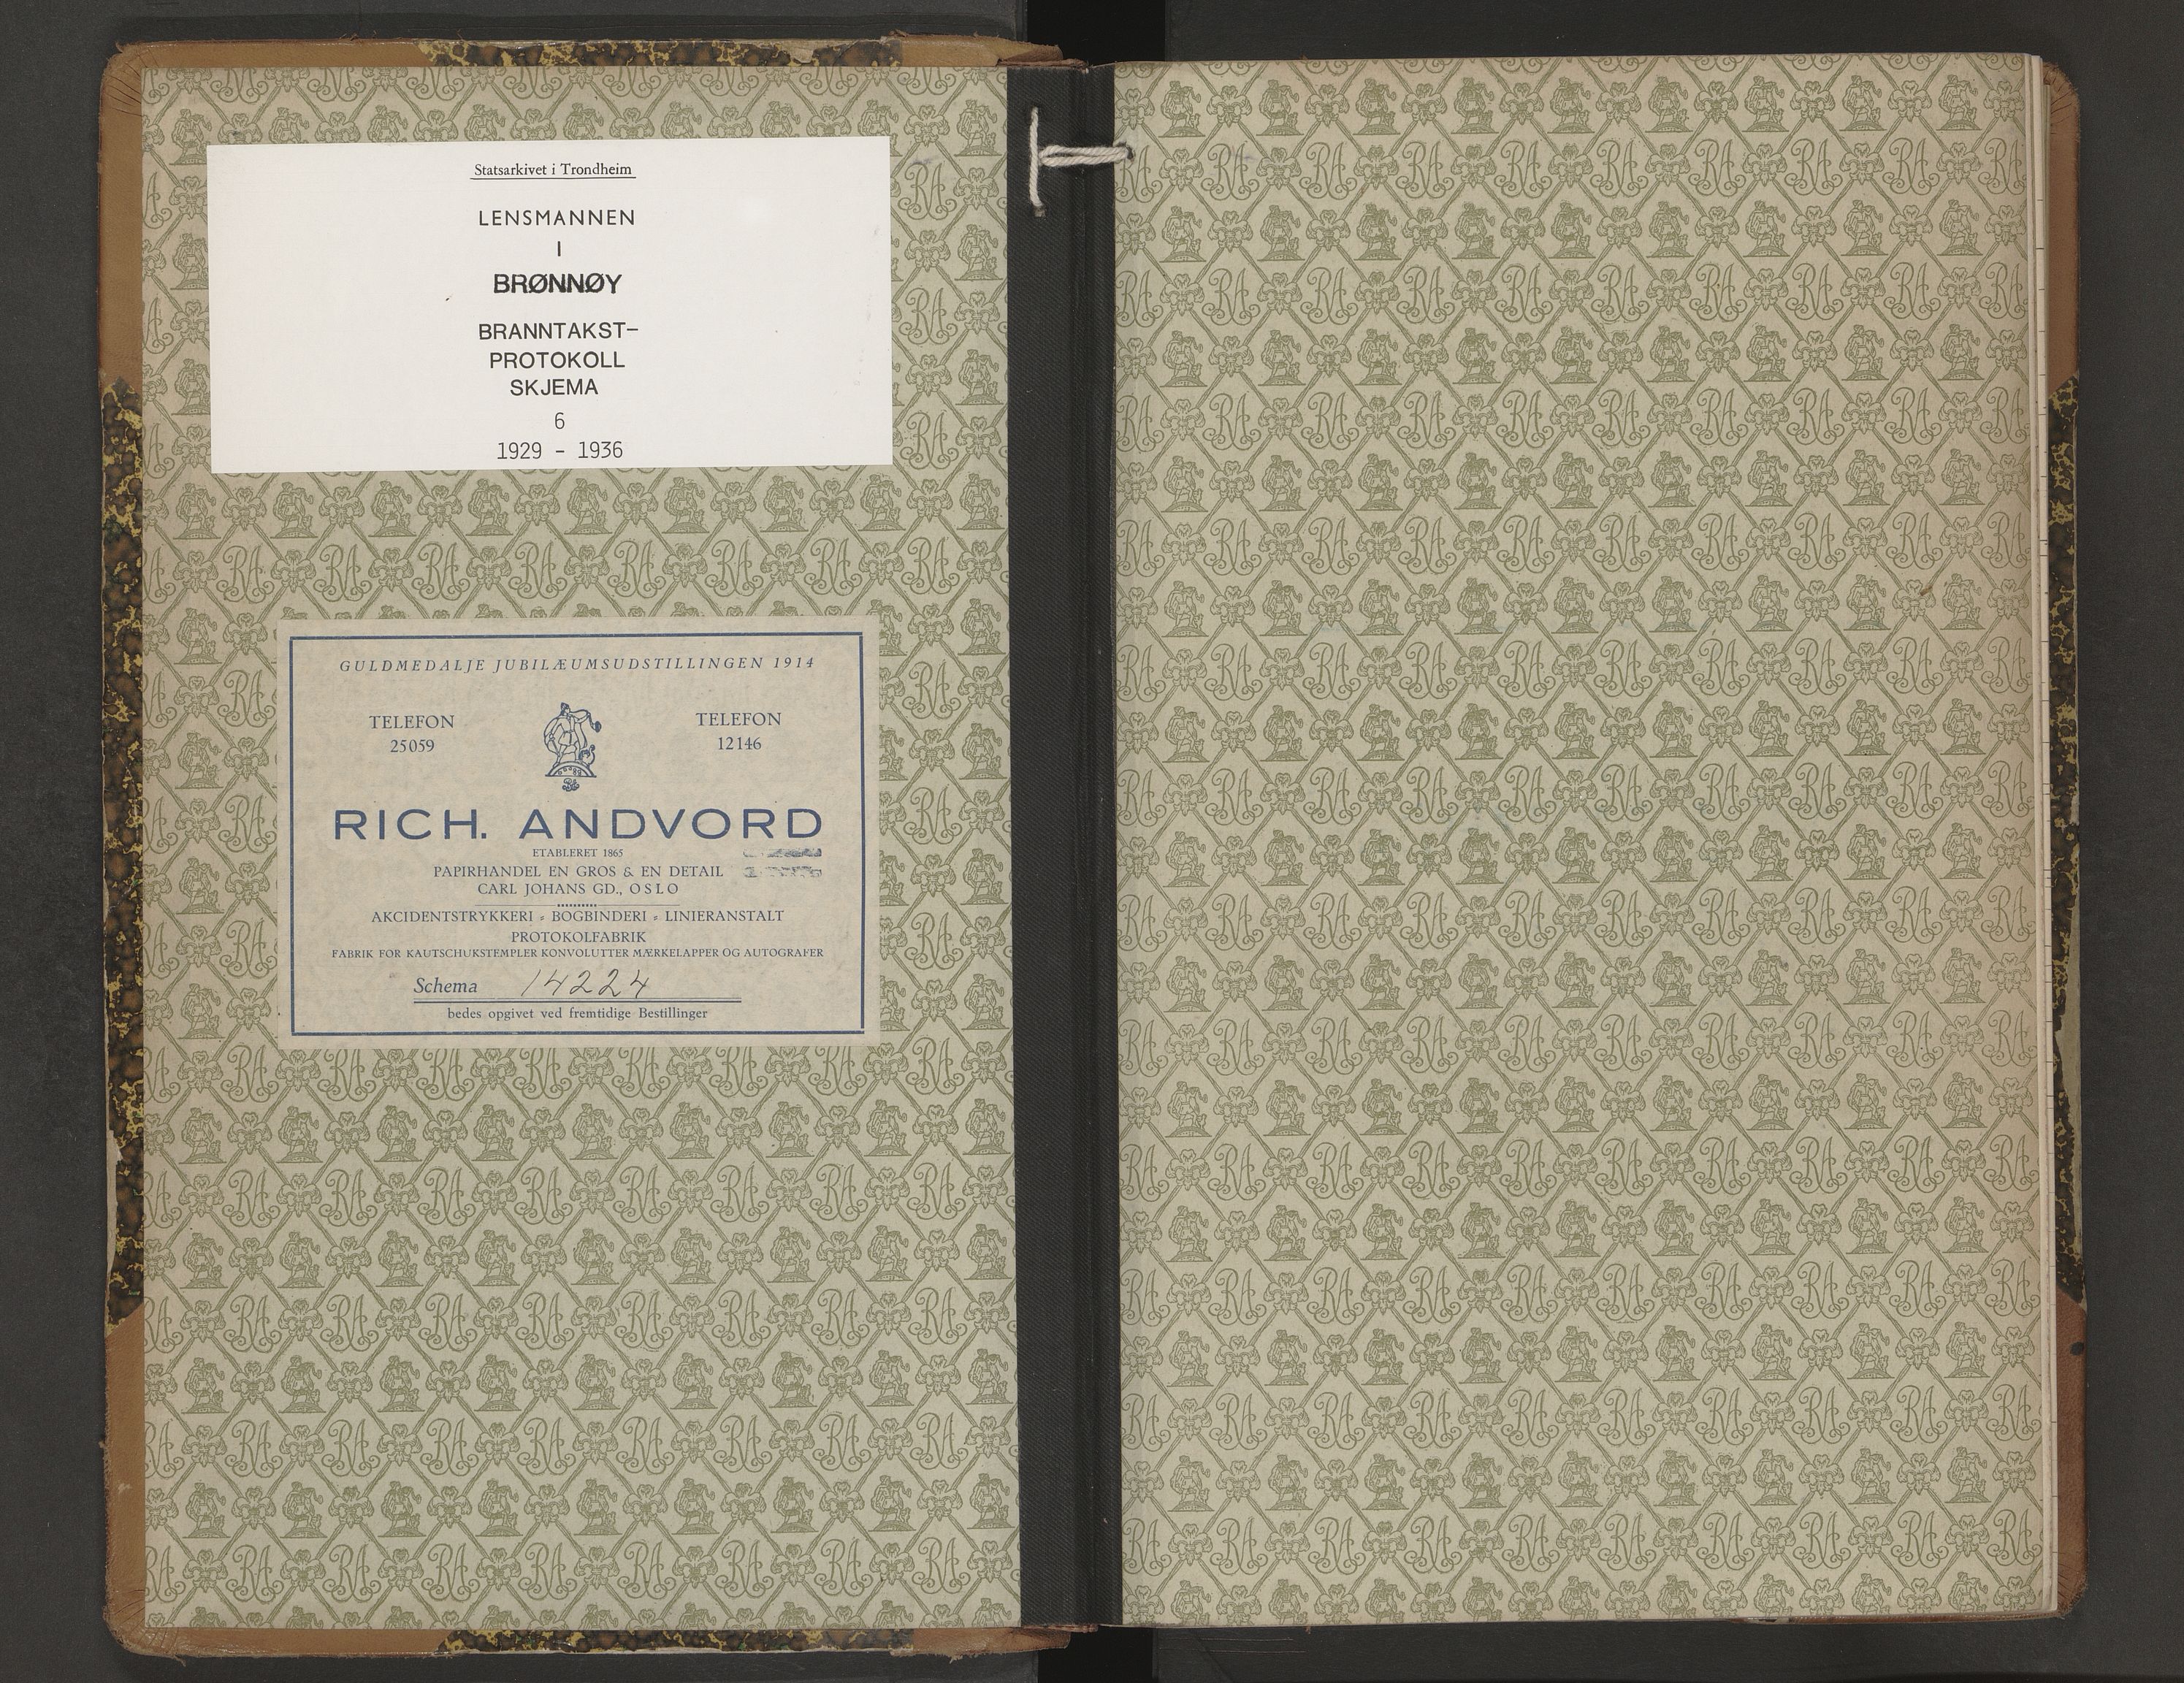 Statsarkivet i Trondheim
LENSMANNEN
I
BRØNNØY
BRANNTAKST-
PROTOKOLL
SKJEMA
6
1929 - 1936
GULDMEDALJE JUBILÆUMSUDSTILLINGEN 1914
TELEFON
25059
TELEFON
12146
RICH. ANDVORD
ETABLERET 1865
PAPIRHANDEL EN GROS & EN DETAIL
CARL JOHANS GD., OSLO
AKCIDENTSTRYKKERI = BOGBINDERI = LINIERANSTALT
PROTOKOLFABRIK
FABRIK FOR KAUTSCHUKSTEMPLER KONVOLUTTER MÆRKELAPPER OG AUTOGRAFER
Schema 14224
bedes opgivet ved fremtidige Bestillinger